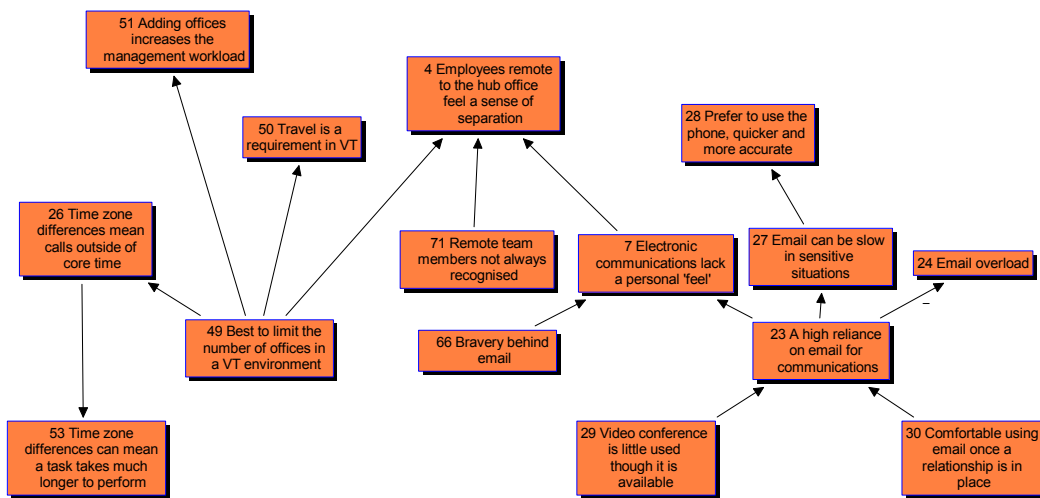 51 Adding offices
increases the
management workload
4 Employees remote
to the hub office
feel a sense of
separation
50 Travel is a
requirement in VT
28 Prefer to use the
phone, quicker and
more accurate
26 Time zone
differences mean
calls outside of
core time
71 Remote team
members not always
recognised
7 Electronic
communications lack
a personal 'feel'
27 Email can be slow
in sensitive
situations
24 Email overload
–
49 Best to limit the
number of offices in
a VT environment
66 Bravery behind
email
23 A high reliance
on email for
communications
53 Time zone
differences can mean
a task takes much
longer to perform
29 Video conference
is little used
though it is
available
30 Comfortable using
email once a
relationship is in
place